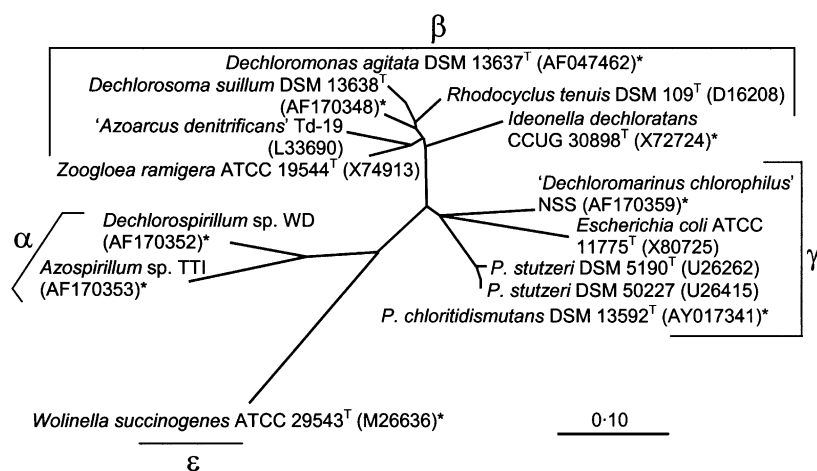 β
Dechloromonas agitata DSM 13637ᵀ (AF047462)*
Dechlorosoma suillum DSM 13638ᵀ
(AF170348)*
Rhodocyclus tenuis DSM 109ᵀ (D16208)
'Azoarcus denitrificans' Td-19
(L33690)
Ideonella dechloratans
CCUG 30898ᵀ (X72724)*
Zoogloea ramigera ATCC 19544ᵀ (X74913)
'Dechloromarinus chlorophilus'
NSS (AF170359)*
α
Dechlorospirillum sp. WD
(AF170352)*
Escherichia coli ATCC
11775ᵀ (X80725)
γ
Azospirillum sp. TTI
(AF170353)*
P. stutzeri DSM 5190ᵀ (U26262)
P. stutzeri DSM 50227 (U26415)
P. chloritidismutans DSM 13592ᵀ (AY017341)*
Wolinella succinogenes ATCC 29543ᵀ (M26636)*
ε
0·10